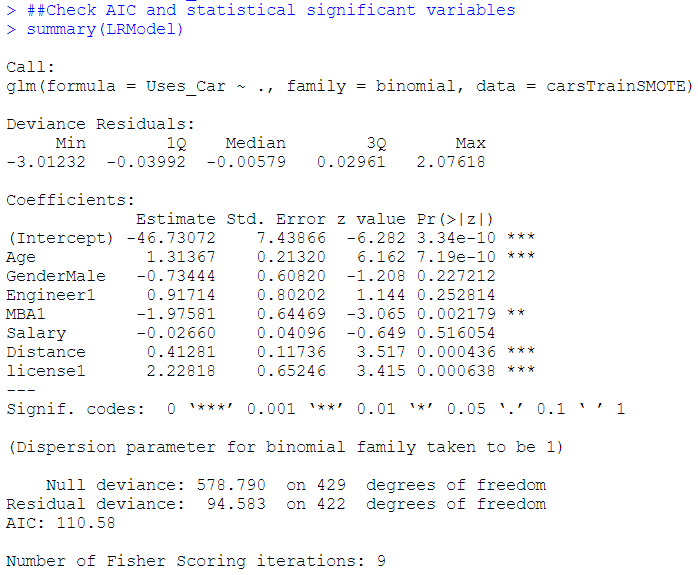 > ##Check AIC and statistical significant variables
> summary(LRModel)
Call:
glm(formula = Uses_Car ~ ., family = binomial, data = carsTrainSMOTE)
Deviance Residuals:
     Min       1Q   Median       3Q      Max
-3.01232 -0.03992 -0.00579  0.02961  2.07618
Coefficients:
             Estimate Std. Error z value Pr(>|z|)
(Intercept) -46.73072    7.43866  -6.282 3.34e-10 ***
Age           1.31367    0.21320   6.162 7.19e-10 ***
GenderMale   -0.73444    0.60820  -1.208 0.227212
Engineer1     0.91714    0.80202   1.144 0.252814
MBA1         -1.97581    0.64469  -3.065 0.002179 **
Salary       -0.02660    0.04096  -0.649 0.516054
Distance      0.41281    0.11736   3.517 0.000436 ***
license1      2.22818    0.65246   3.415 0.000638 ***
---
Signif. codes:  0 ‘***’ 0.001 ‘**’ 0.01 ‘*’ 0.05 ‘.’ 0.1 ‘ ’ 1
(Dispersion parameter for binomial family taken to be 1)
    Null deviance: 578.790  on 429  degrees of freedom
Residual deviance:  94.583  on 422  degrees of freedom
AIC: 110.58
Number of Fisher Scoring iterations: 9